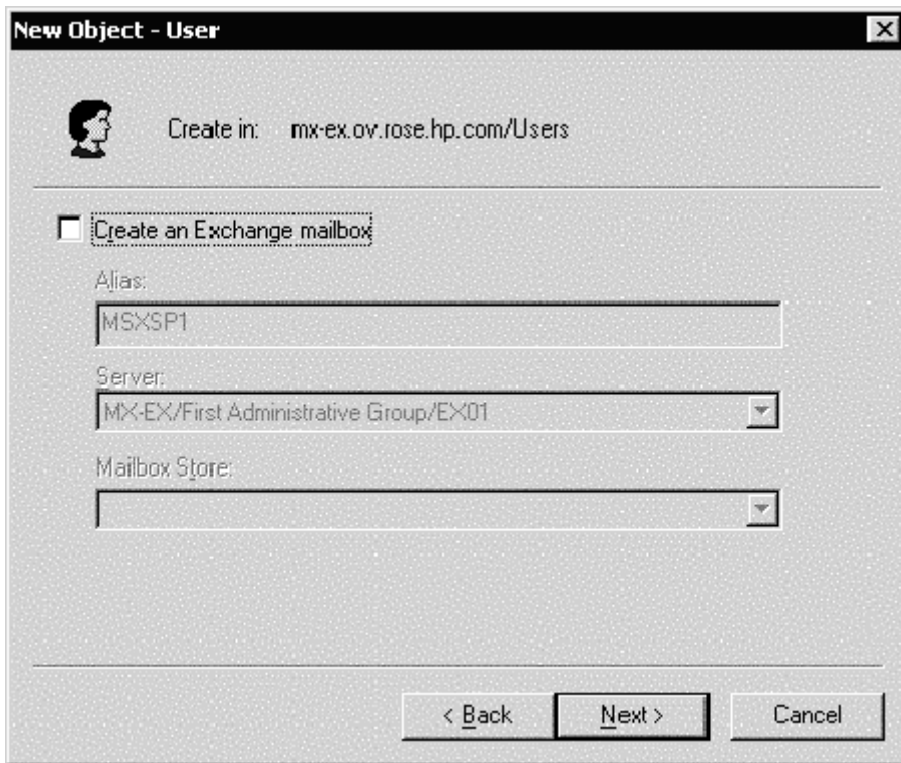 New Object - User
Create in: mx-ex.ov.rose.hp.com/Users
Create an Exchange mailbox
Alias:
MSXSP1
Server:
MX-EX/First Administrative Group/EX01
Mailbox Store:
< Back Next > Cancel